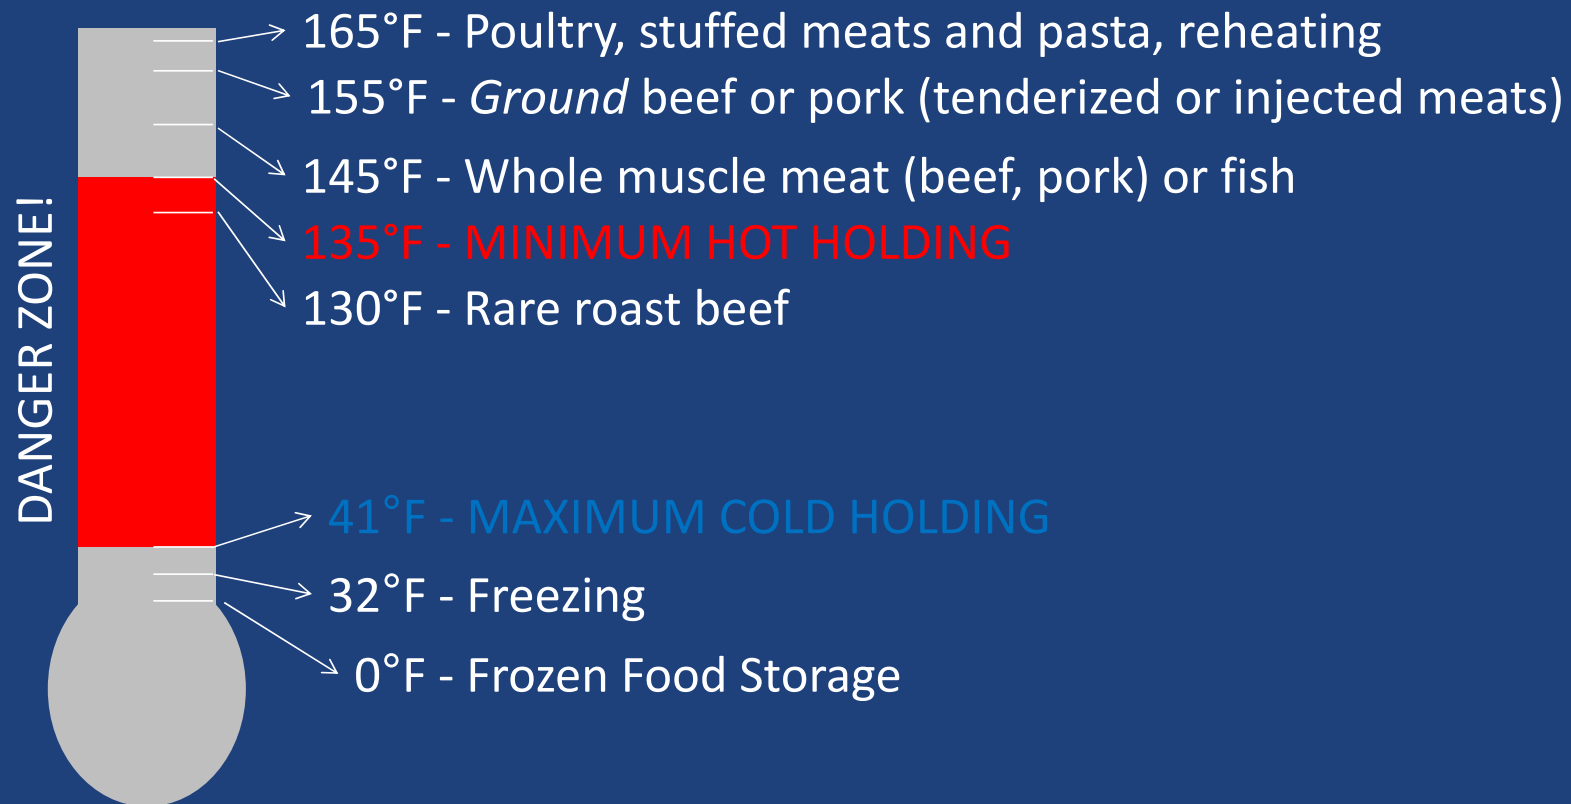 165°F - Poultry, stuffed meats and pasta, reheating
155°F - Ground beef or pork (tenderized or injected meats)
145°F - Whole muscle meat (beef, pork) or fish
135°F - MINIMUM HOT HOLDING
130°F - Rare roast beef
DANGER ZONE!
41°F - MAXIMUM COLD HOLDING
32°F - Freezing
0°F - Frozen Food Storage